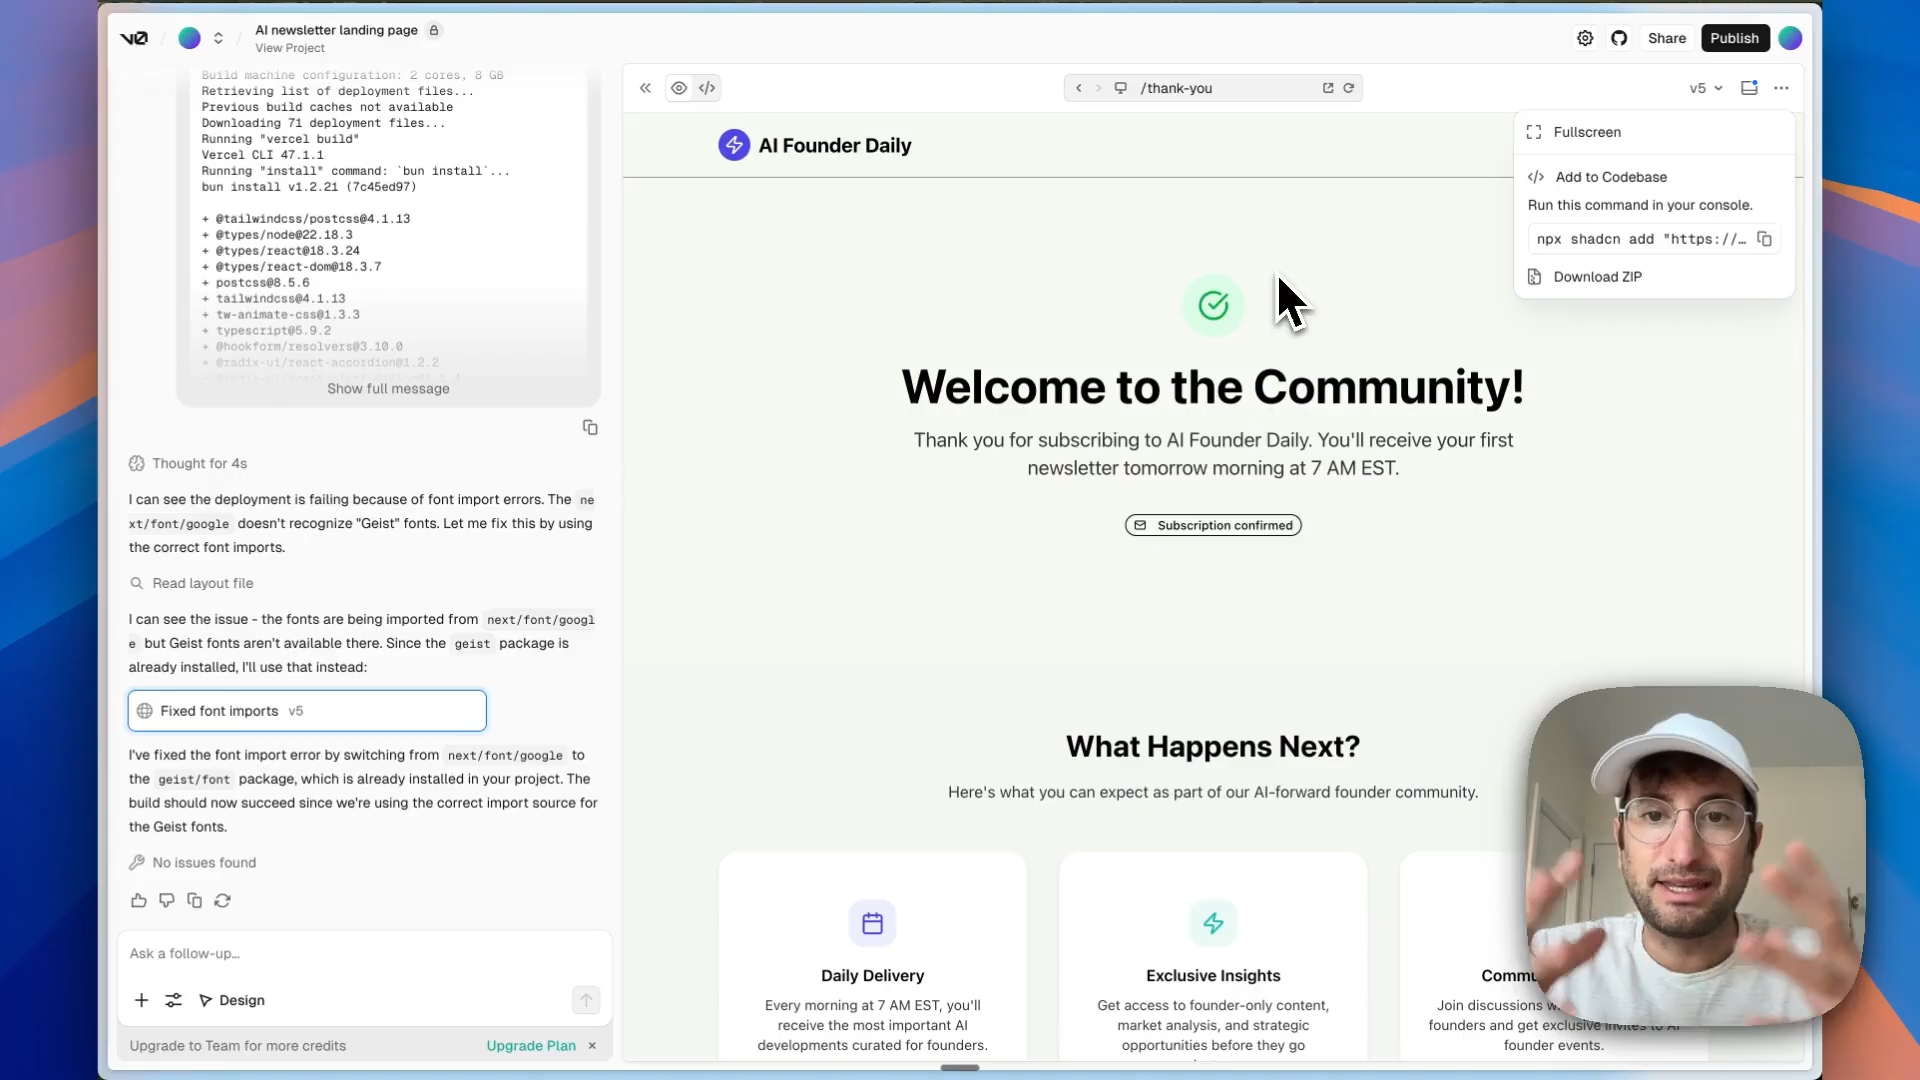 v0
AI newsletter landing page
View Project
Share
Publish
Build machine configuration: 2 cores, 8 GB
Retrieving list of deployment files...
Previous build caches not available
Downloading 71 deployment files...
Running "vercel build"
Vercel CLI 47.1.1
Running "install" command: `bun install`...
bun install v1.2.21 (7c45ed97)
+ @tailwindcss/postcss@4.1.13
+ @types/node@22.18.3
+ @types/react@18.3.24
+ @types/react-dom@18.3.7
+ postcss@8.5.6
+ tailwindcss@4.1.13
+ tw-animate-css@1.3.3
+ typescript@5.9.2
+ @hookform/resolvers@3.10.0
+ @radix-ui/react-accordion@1.2.2
Show full message
Thought for 4s
I can see the deployment is failing because of font import errors. The ne
xt/font/google doesn't recognize "Geist" fonts. Let me fix this by using
the correct font imports.
Read layout file
I can see the issue - the fonts are being imported from next/font/googl
e but Geist fonts aren't available there. Since the geist package is
already installed, I'll use that instead:
Fixed font imports v5
I've fixed the font import error by switching from next/font/google to
the geist/font package, which is already installed in your project. The
build should now succeed since we're using the correct import source for
the Geist fonts.
No issues found
Ask a follow-up...
Design
Upgrade to Team for more credits
Upgrade Plan
/thank-you
v5
Fullscreen
Add to Codebase
Run this command in your console.
npx shadcn add "https://…
Download ZIP
AI Founder Daily
Welcome to the Community!
Thank you for subscribing to AI Founder Daily. You'll receive your first
newsletter tomorrow morning at 7 AM EST.
Subscription confirmed
What Happens Next?
Here's what you can expect as part of our AI-forward founder community.
Daily Delivery
Every morning at 7 AM EST, you'll
receive the most important AI
developments curated for founders.
Exclusive Insights
Get access to founder-only content,
market analysis, and strategic
opportunities before they go
Join discussions
founders and get exclusive invites to AI
founder events.